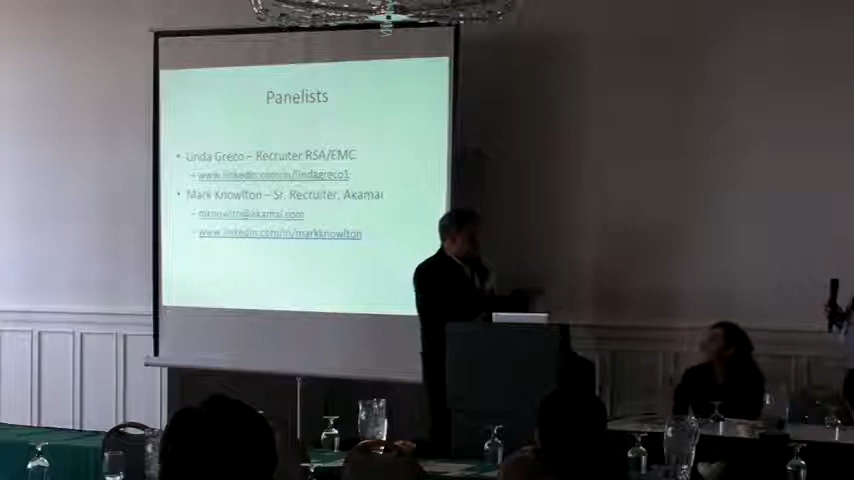 Panelists
• Linda Greco – Recruiter RSA/EMC
– www.linkedin.com/in/lindagreco1
• Mark Knowlton – Sr. Recruiter, Akamai
– mknowlto@akamai.com
– www.linkedin.com/in/markknowlton